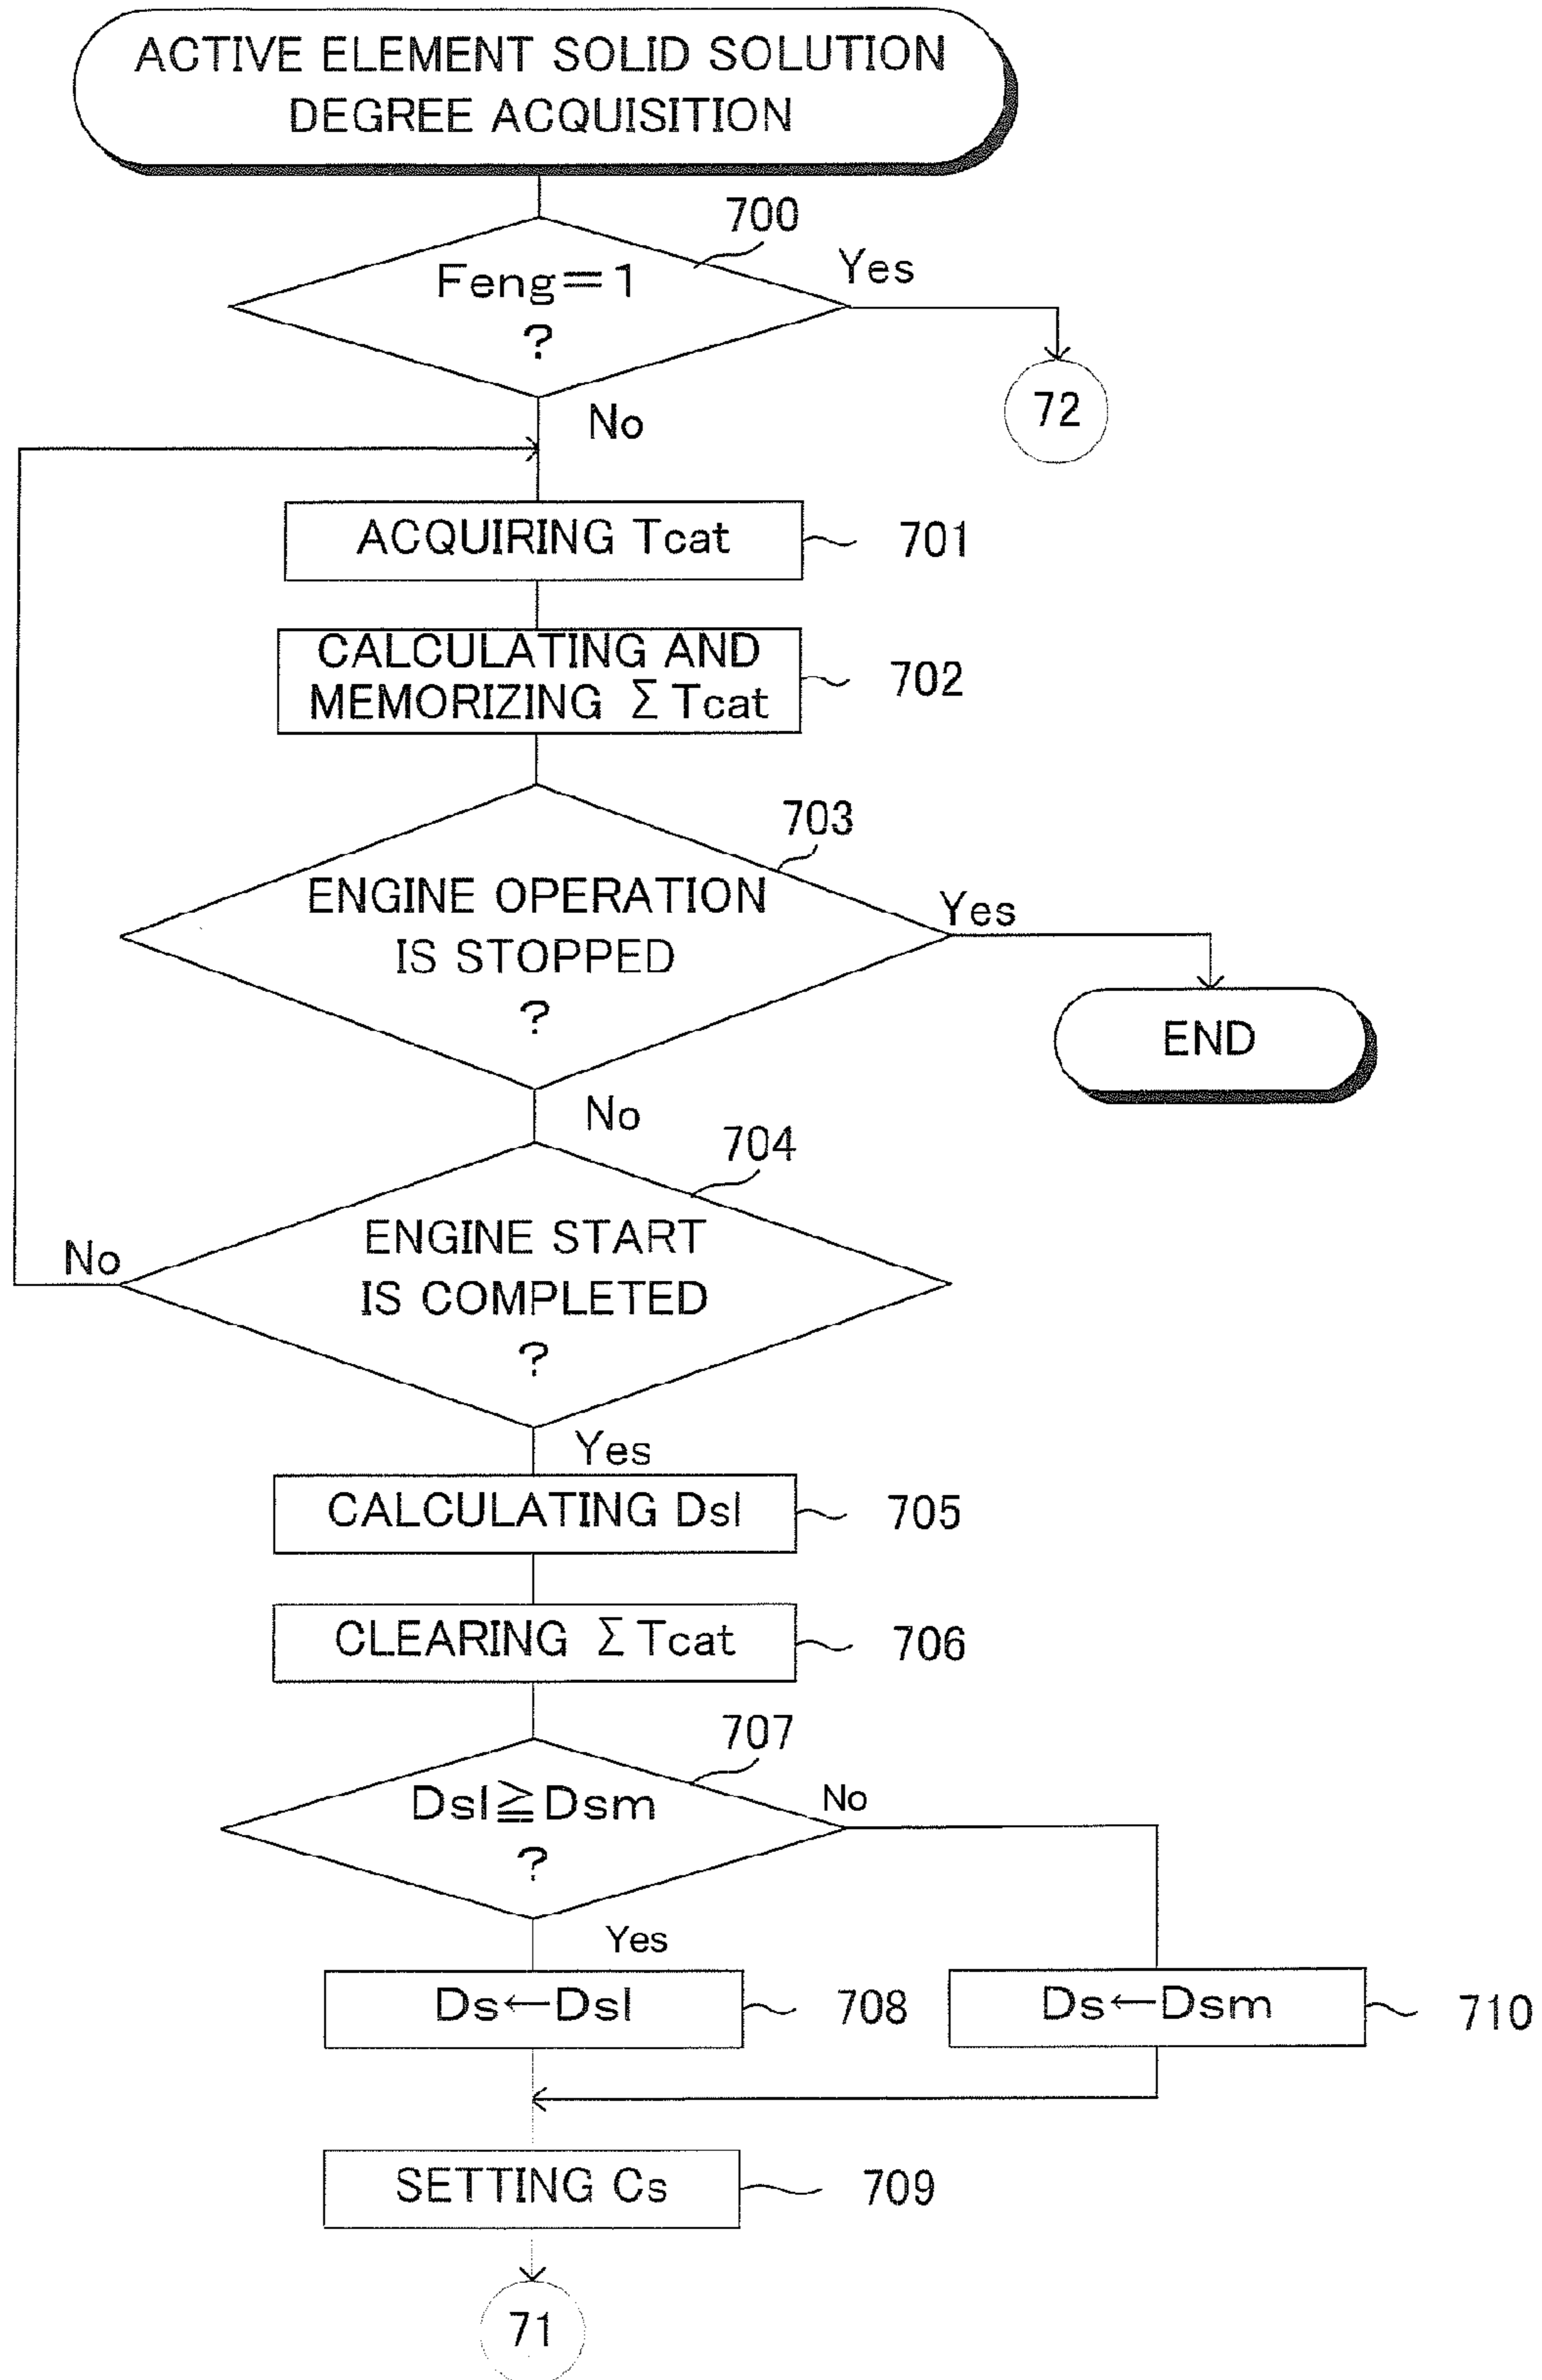 ACTIVE ELEMENT SOLID SOLUTION
DEGREE ACQUISITION
700
Feng=1
?
Yes
72
No
ACQUIRING Tcat
701
CALCULATING AND
MEMORIZING Σ Tcat
702
703
ENGINE OPERATION
IS STOPPED
?
Yes
END
No
704
ENGINE START
IS COMPLETED
?
No
Yes
CALCULATING Dsl
705
CLEARING Σ Tcat
706
707
Dsl≧Dsm
?
No
Yes
Ds←Dsl
708
Ds←Dsm
710
SETTING Cs
709
71